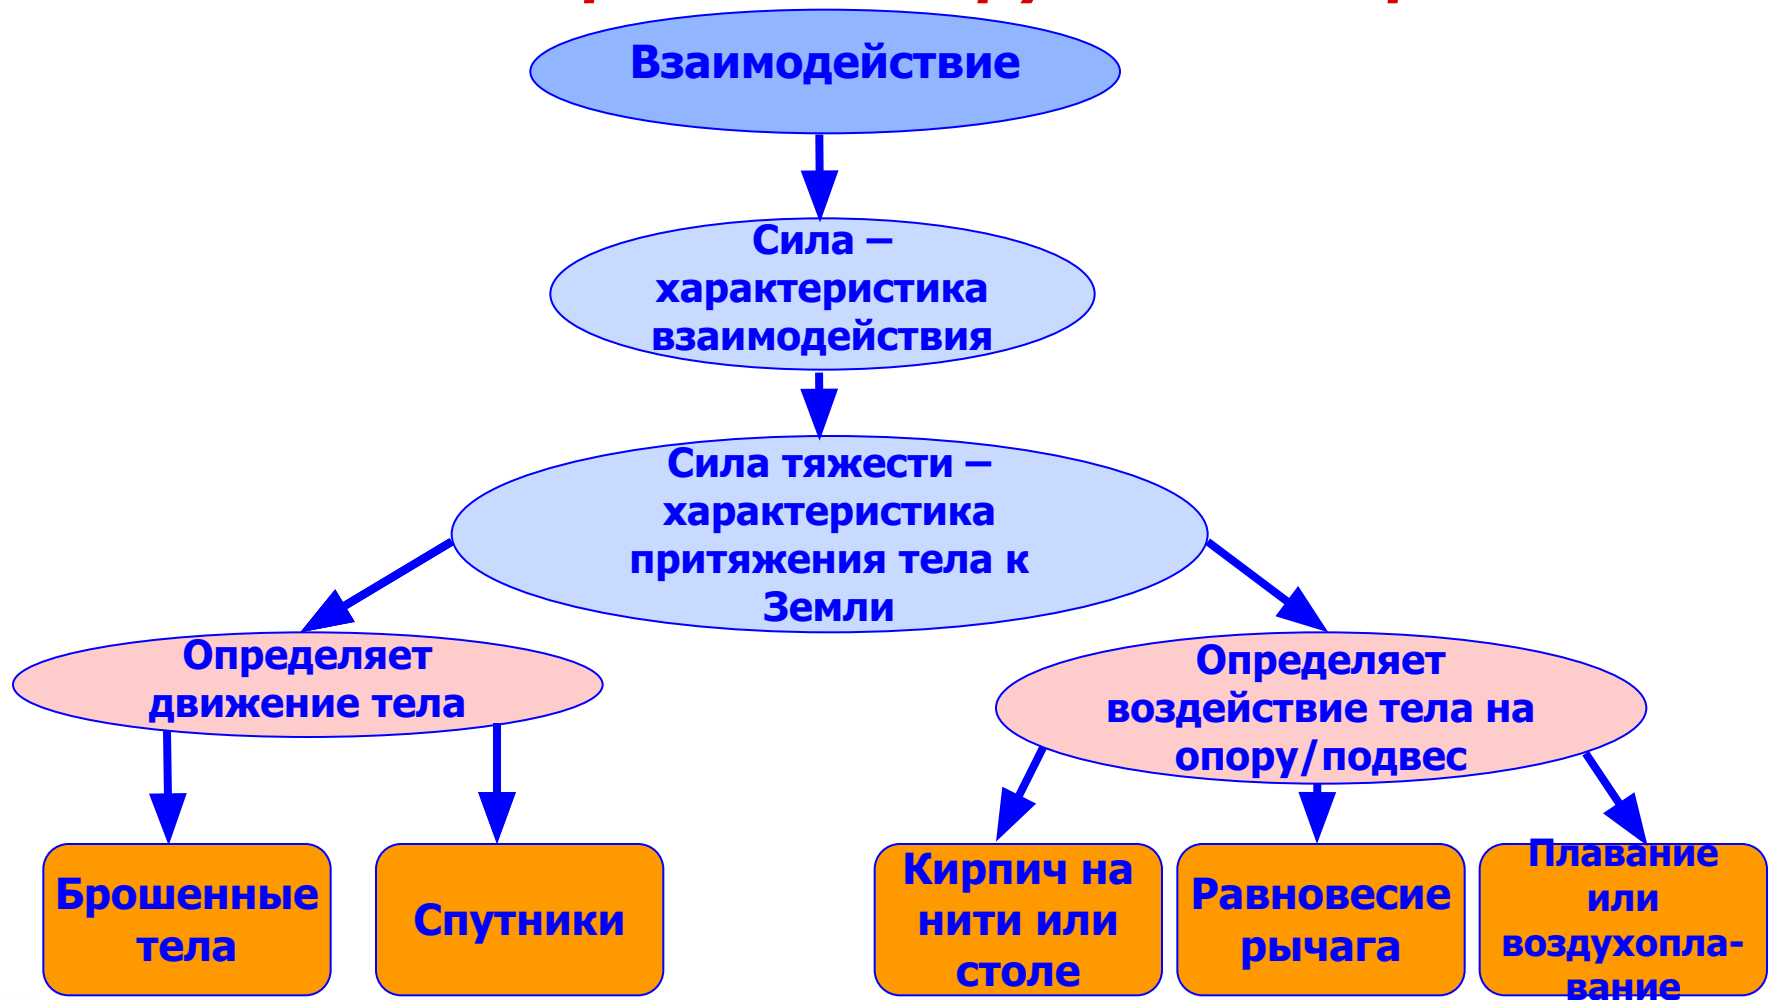 Взаимодействие
Сила –
характеристика
взаимодействия
Сила тяжести –
характеристика
притяжения тела к
Земли
Определяет
движение тела
Определяет
воздействие тела на
опору/подвес
Брошенные
тела
Спутники
Кирпич на
нити или
столе
Равновесие
рычага
Плавание
или
воздухопла-
вание